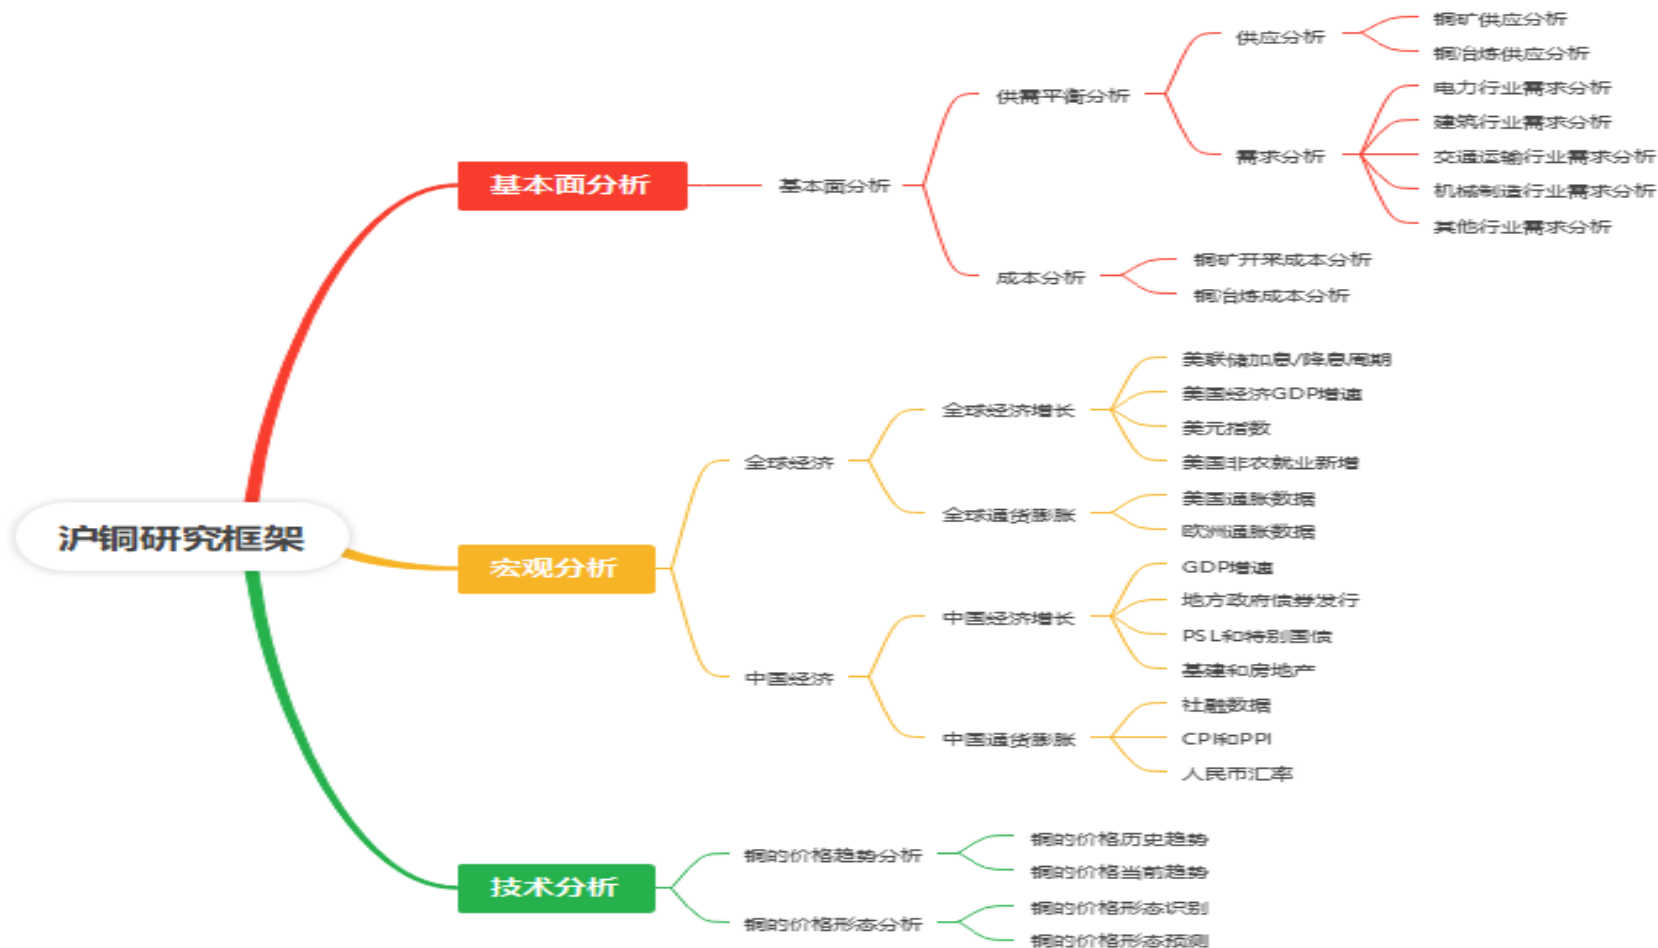 沪铜研究框架
基本面分析
基本面分析
供需平衡分析
供应分析
铜矿供应分析
铜冶炼供应分析
需求分析
电力行业需求分析
建筑行业需求分析
交通运输行业需求分析
机械制造行业需求分析
其他行业需求分析
成本分析
铜矿开采成本分析
铜冶炼成本分析
宏观分析
全球经济
全球经济增长
美联储加息/降息周期
美国经济GDP增速
美元指数
美国非农就业新增
全球通货膨胀
美国通胀数据
欧洲通胀数据
中国经济
中国经济增长
GDP增速
地方政府债券发行
PSL和特别国债
基建和房地产
中国通货膨胀
社融数据
CPI和PPI
人民币汇率
技术分析
铜的价格趋势分析
铜的价格历史趋势
铜的价格当前趋势
铜的价格形态分析
铜的价格形态识别
铜的价格形态预测